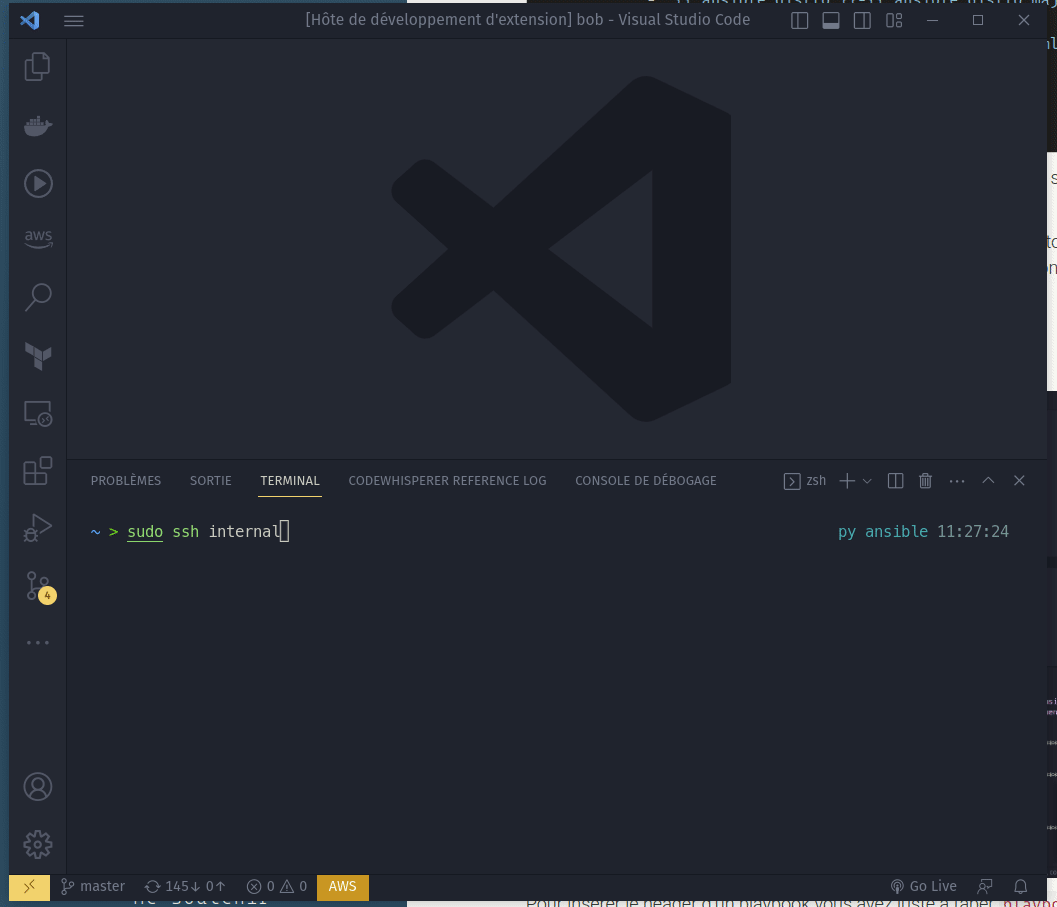 [Hôte de développement d'extension] bob - Visual Studio Code
aws
PROBLÈMES SORTIE TERMINAL CODEWHISPERER REFERENCE LOG CONSOLE DE DÉBOGAGE zsh
~ > sudo ssh internal py ansible 11:27:24
4
master 145↓ 0↑ 0 0 AWS Go Live
Pour insérer le header d'un playbook vous avez juste à taper